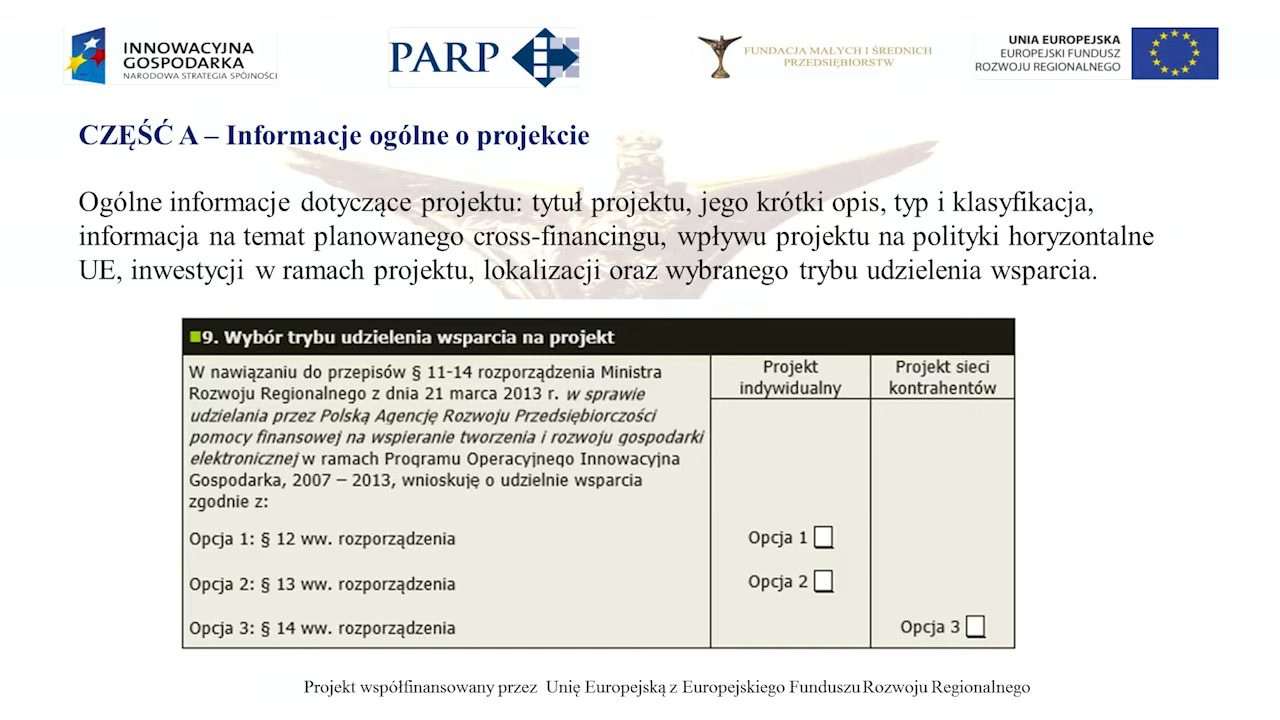 INNOWACYJNA
GOSPODARKA
NARODOWA STRATEGIA SPÓJNOŚCI
PARP
FUNDACJA MAŁYCH I ŚREDNICH
PRZEDSIĘBIORSTW
UNIA EUROPEJSKA
EUROPEJSKI FUNDUSZ
ROZWOJU REGIONALNEGO
CZĘŚĆ A – Informacje ogólne o projekcie
Ogólne informacje dotyczące projektu: tytuł projektu, jego krótki opis, typ i klasyfikacja,
informacja na temat planowanego cross-financingu, wpływu projektu na polityki horyzontalne
UE, inwestycji w ramach projektu, lokalizacji oraz wybranego trybu udzielenia wsparcia.
9. Wybór trybu udzielenia wsparcia na projekt
W nawiązaniu do przepisów § 11-14 rozporządzenia Ministra
Rozwoju Regionalnego z dnia 21 marca 2013 r. w sprawie
udzielania przez Polską Agencję Rozwoju Przedsiębiorczości
pomocy finansowej na wspieranie tworzenia i rozwoju gospodarki
elektronicznej w ramach Programu Operacyjnego Innowacyjna
Gospodarka, 2007 – 2013, wnioskuję o udzielnie wsparcia
zgodnie z:
Projekt
indywidualny
Projekt sieci
kontrahentów
Opcja 1: § 12 ww. rozporządzenia
Opcja 1
Opcja 2: § 13 ww. rozporządzenia
Opcja 2
Opcja 3: § 14 ww. rozporządzenia
Opcja 3
Projekt współfinansowany przez Unię Europejską z Europejskiego Funduszu Rozwoju Regionalnego